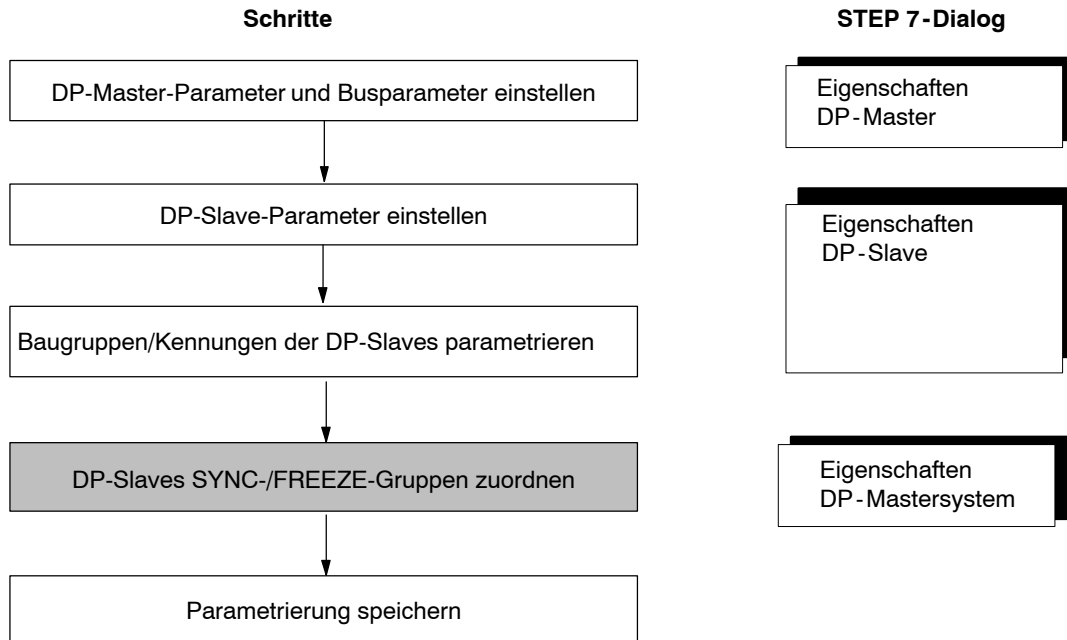 Schritte
STEP 7-Dialog
DP-Master-Parameter und Busparameter einstellen
Eigenschaften
DP-Master
DP-Slave-Parameter einstellen
Eigenschaften
DP-Slave
Baugruppen/Kennungen der DP-Slaves parametrieren
DP-Slaves SYNC-/FREEZE-Gruppen zuordnen
Eigenschaften
DP-Mastersystem
Parametrierung speichern